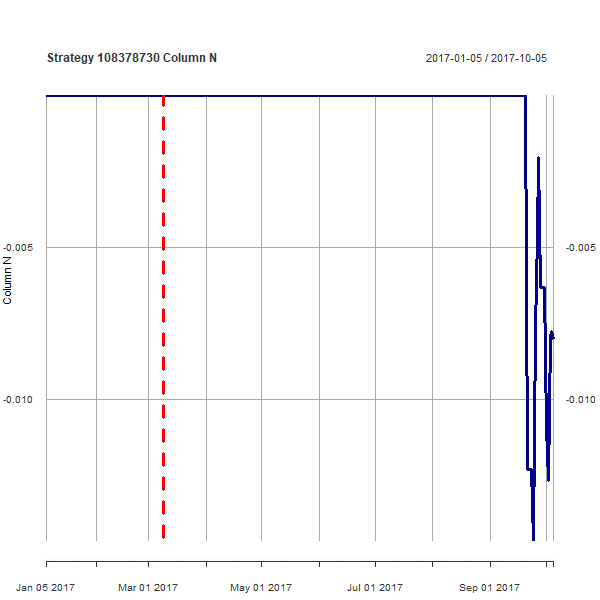 Strategy 108378730 Column N
2017-01-05 / 2017-10-05
-0.005
-0.005
Column N
-0.010
-0.010
Jan 05 2017
Mar 01 2017
May 01 2017
Jul 01 2017
Sep 01 2017